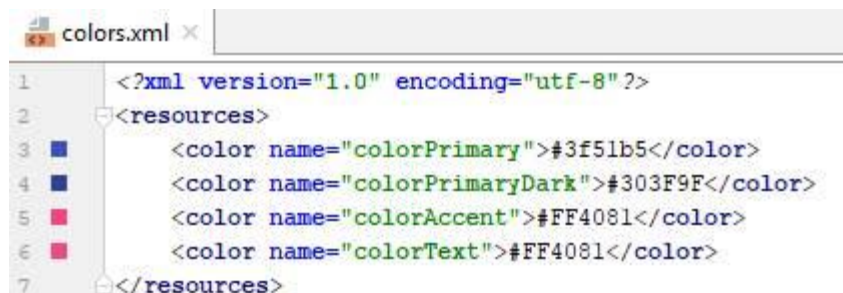 colors.xml
1 <?xml version="1.0" encoding="utf-8"?>
2 <resources>
3 <color name="colorPrimary">#3f51b5</color>
4 <color name="colorPrimaryDark">#303F9F</color>
5 <color name="colorAccent">#FF4081</color>
6 <color name="colorText">#FF4081</color>
7 </resources>